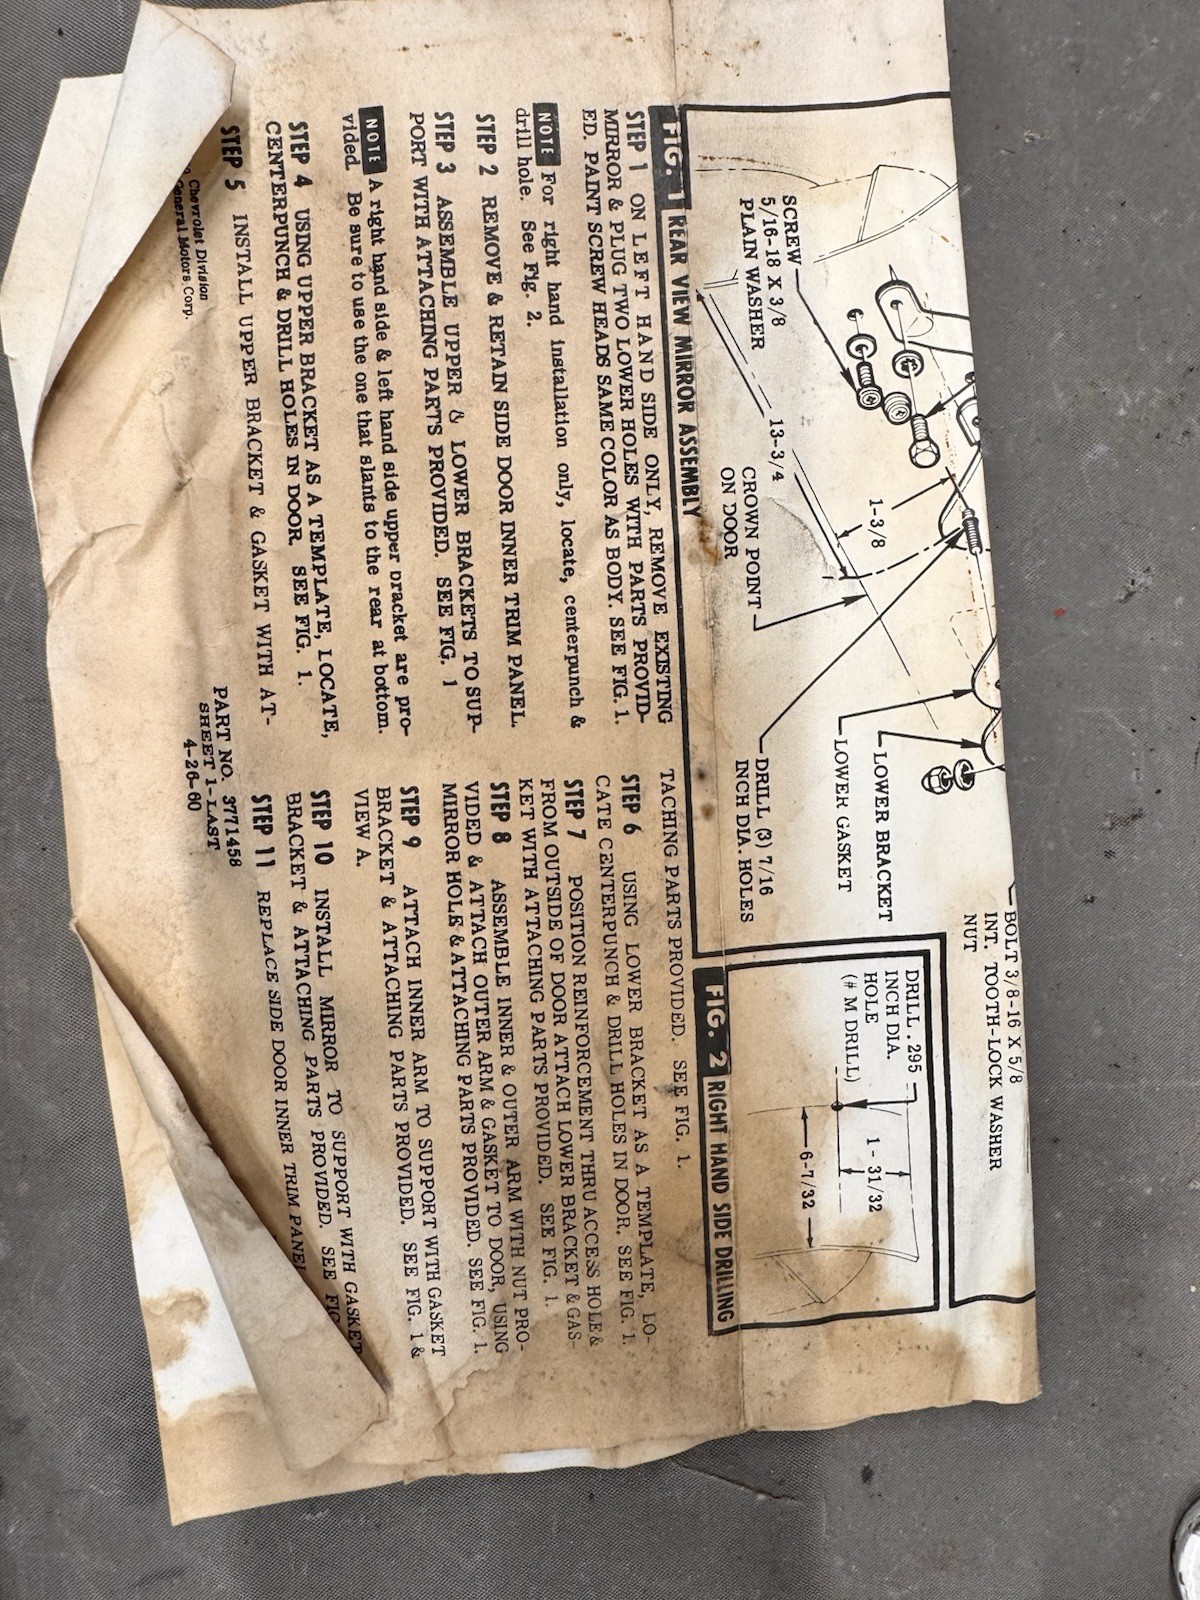 BOLT 3/8-16 X 5/8
INT. TOOTH-LOCK WASHER
NUT
SCREW
5/16-18 X 3/8
PLAIN WASHER
13-3/4
1-3/8
CROWN POINT
ON DOOR
LOWER BRACKET
LOWER GASKET
DRILL (3) 7/16
INCH DIA. HOLES
FIG. 1 REAR VIEW MIRROR ASSEMBLY
DRILL .295
INCH DIA.
HOLE
(# M DRILL)
1-31/32
6-7/32
FIG. 2 RIGHT HAND SIDE DRILLING
STEP 1 ON LEFT HAND SIDE ONLY, REMOVE EXISTING
MIRROR & PLUG TWO LOWER HOLES WITH PARTS PROVID-
ED. PAINT SCREW HEADS SAME COLOR AS BODY. SEE FIG. 1.
NOTE For right hand installation only, locate, centerpunch &
drill hole. See Fig. 2.
STEP 2 REMOVE & RETAIN SIDE DOOR INNER TRIM PANEL.
STEP 3 ASSEMBLE UPPER & LOWER BRACKETS TO SUP-
PORT WITH ATTACHING PARTS PROVIDED. SEE FIG. 1
NOTE A right hand side & left hand side upper bracket are pro-
vided. Be sure to use the one that slants to the rear at bottom.
STEP 4 USING UPPER BRACKET AS A TEMPLATE, LOCATE,
CENTERPUNCH & DRILL HOLES IN DOOR. SEE FIG. 1.
STEP 5 INSTALL UPPER BRACKET & GASKET WITH AT-
TACHING PARTS PROVIDED. SEE FIG. 1.
STEP 6 USING LOWER BRACKET AS A TEMPLATE, LO-
CATE CENTERPUNCH & DRILL HOLES IN DOOR. SEE FIG. 1.
STEP 7 POSITION REINFORCEMENT THRU ACCESS HOLE &
FROM OUTSIDE OF DOOR ATTACH LOWER BRACKET & GAS-
KET WITH ATTACHING PARTS PROVIDED. SEE FIG. 1.
STEP 8 ASSEMBLE INNER & OUTER ARM WITH NUT PRO-
VIDED & ATTACH OUTER ARM & GASKET TO DOOR, USING
MIRROR HOLE & ATTACHING PARTS PROVIDED. SEE FIG. 1.
STEP 9 ATTACH INNER ARM TO SUPPORT WITH GASKET
BRACKET & ATTACHING PARTS PROVIDED. SEE FIG. 1 &
VIEW A.
STEP 10 INSTALL MIRROR TO SUPPORT WITH GASKET
BRACKET & ATTACHING PARTS PROVIDED. SEE FIG
STEP 11 REPLACE SIDE DOOR INNER TRIM PANEL
Chevrolet Division
General Motors Corp.
PART NO. 3771458
SHEET 1-LAST
4-26-60